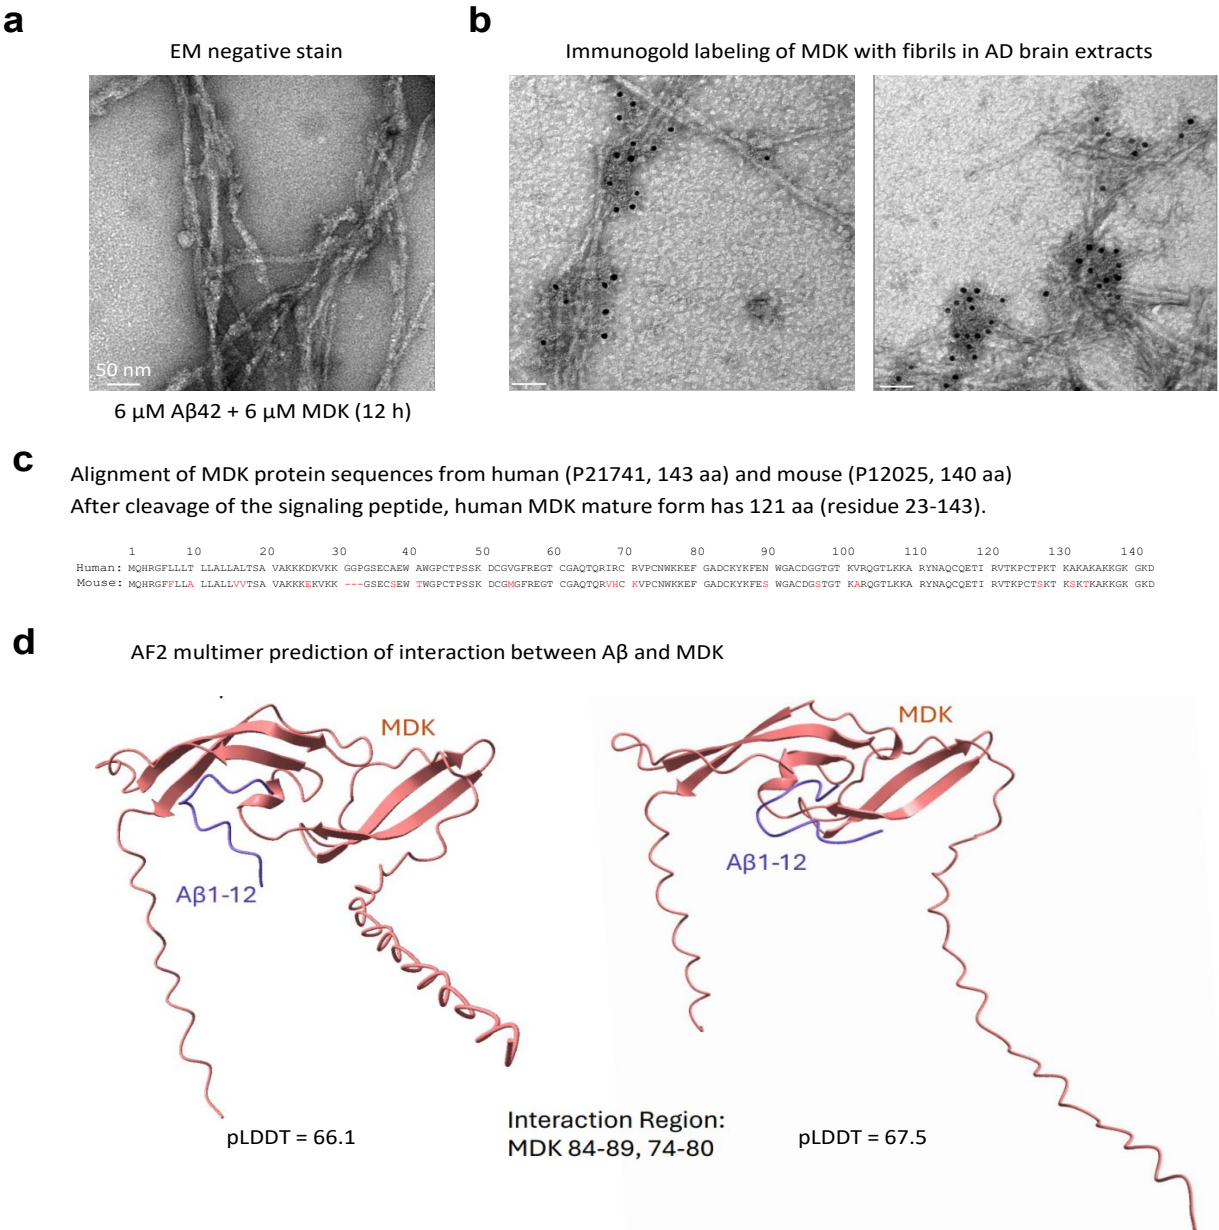 a
EM negative stain
50 nm
6 µM Aβ42 + 6 µM MDK (12 h)
b
Immunogold labeling of MDK with fibrils in AD brain extracts
c
Alignment of MDK protein sequences from human (P21741, 143 aa) and mouse (P12025, 140 aa)
After cleavage of the signaling peptide, human MDK mature form has 121 aa (residue 23-143).
1 10 20 30 40 50 60 70 80 90 100 110 120 130 140
Human: MQHRGFLLLT LLALLALTSA VAKKKDKVKK GGPGSECAEW AWGPCTPSSK DCGVGFREGT CGAQTQRIRC RVPCNWKKEF GADCKYKFEN WGACDGGTGT KVRQGTLKKA RYNAQCQETI RVTKPCTPKT KAKAKAKKGK GKD
Mouse: MQHRGFFLLA LLALLVVTSA VAKKKEKVKK ---GSECSEW TWGPCTPSSK DCGMGFREGT CGAQTQRVHC KVPCNWKKEF GADCKYKFES WGACDGSTGT KARQGTLKKA RYNAQCQETI RVTKPCTSKT KSKTKAKKGK GKD
d
AF2 multimer prediction of interaction between Aβ and MDK
MDK
Aβ1-12
pLDDT = 66.1
MDK
Aβ1-12
pLDDT = 67.5
Interaction Region:
MDK 84-89, 74-80